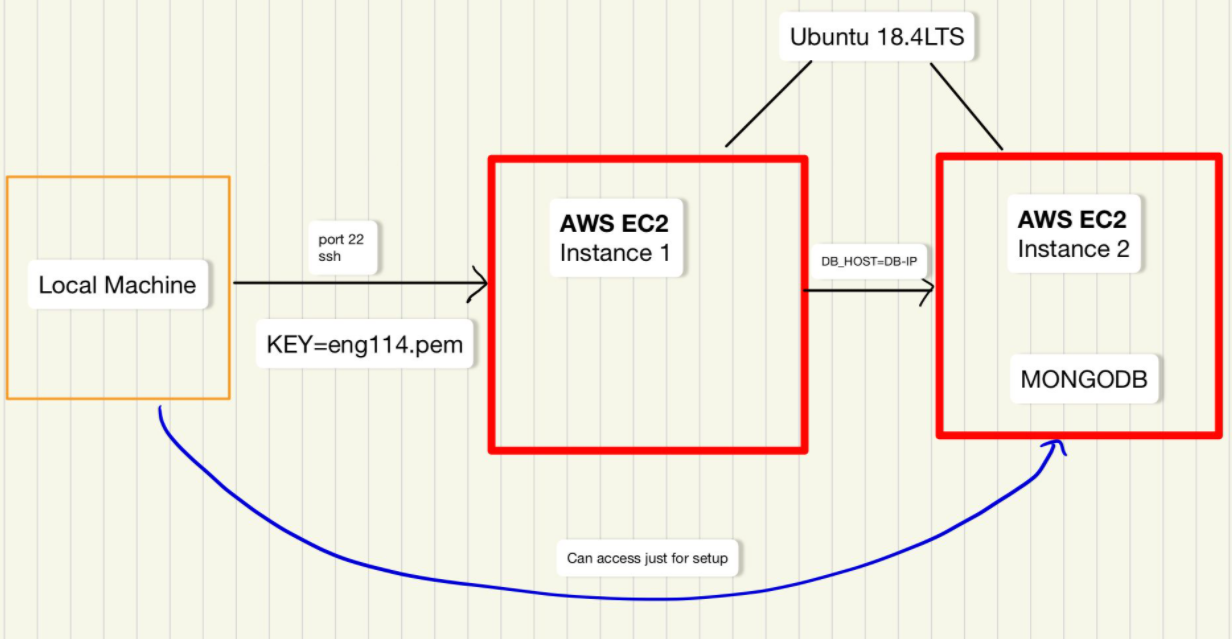 Ubuntu 18.4LTS
Local Machine
port 22
ssh
KEY=eng114.pem
AWS EC2
Instance 1
DB_HOST=DB-IP
AWS EC2
Instance 2
MONGODB
Can access just for setup